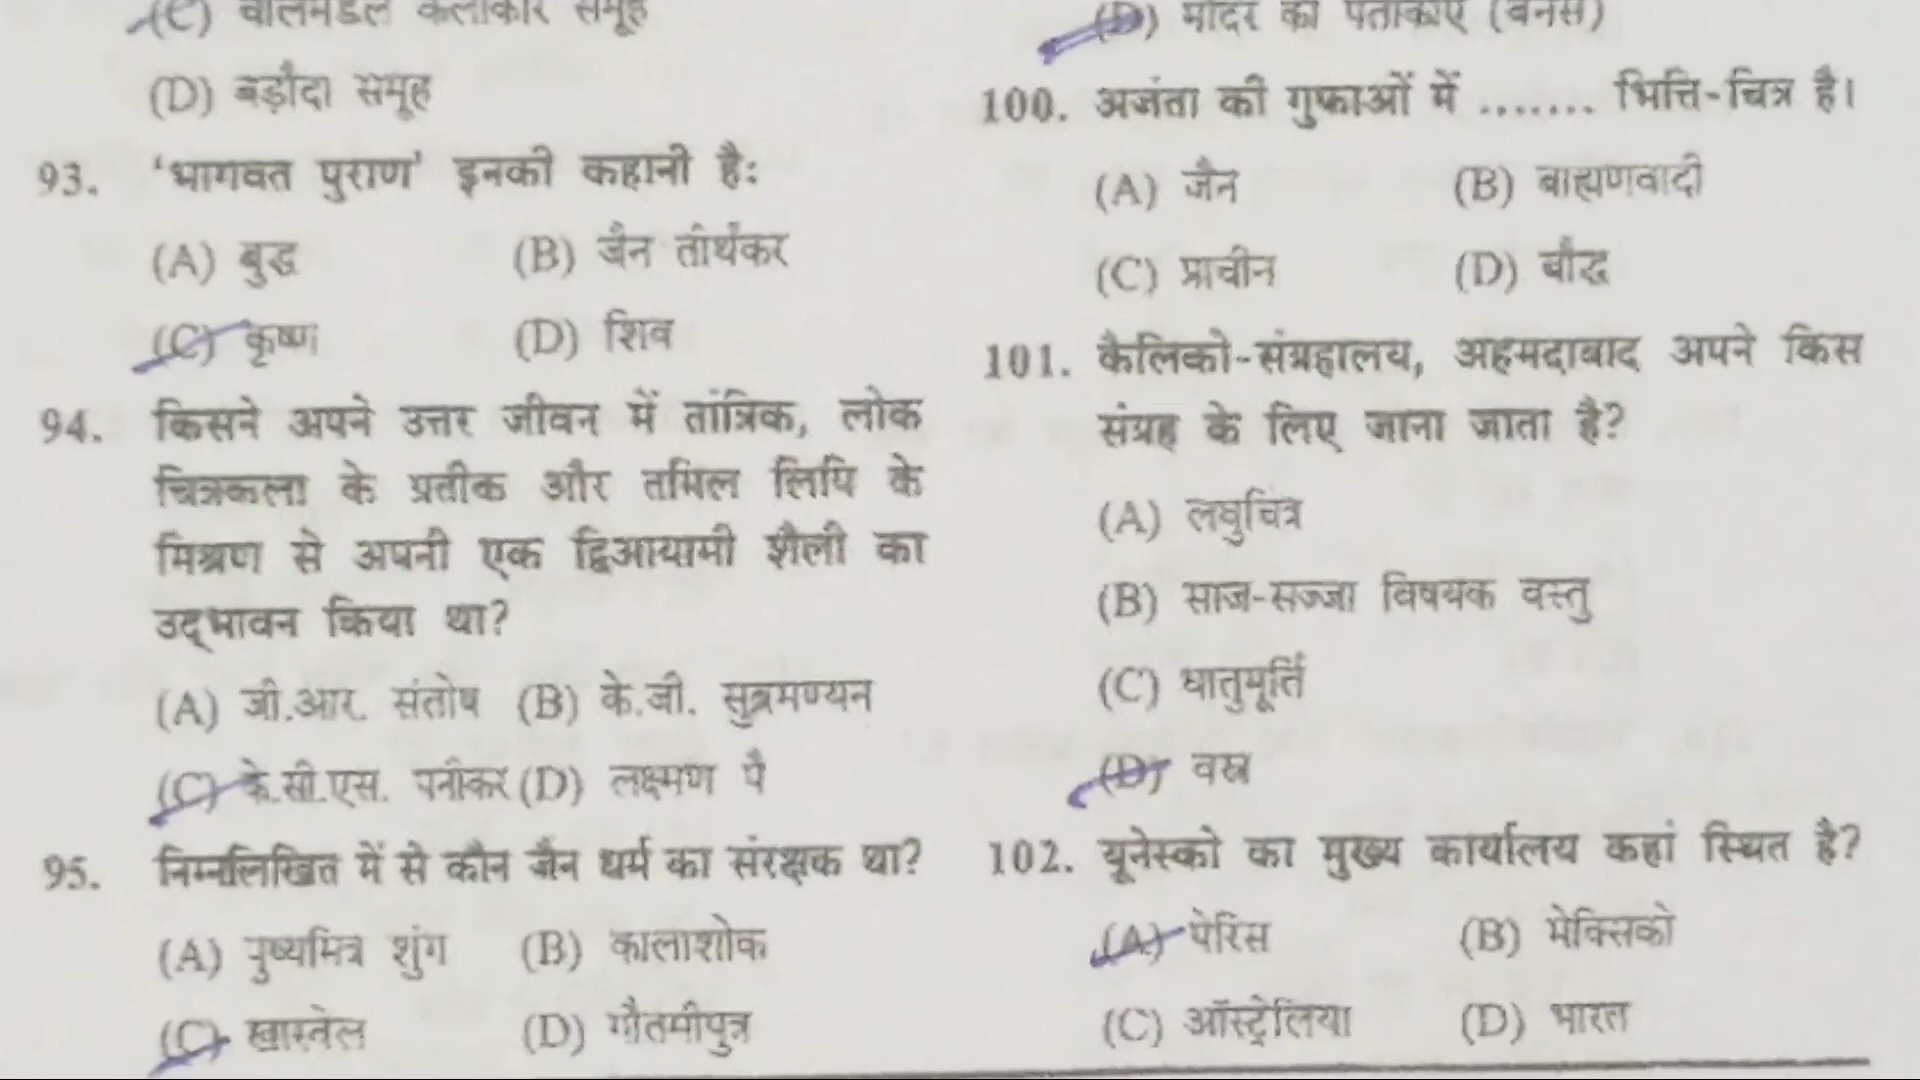 (C) चोलमंडल कलाकार समूह
(D) बड़ौदा समूह
93. 'भागवत पुराण' इनकी कहानी है:
(A) बुद्ध (B) जैन तीर्थंकर
(C) कृष्ण (D) शिव
94. किसने अपने उत्तर जीवन में तांत्रिक, लोक
चित्रकला के प्रतीक और तमिल लिपि के
मिश्रण से अपनी एक द्विआयामी शैली का
उद्भावन किया था?
(A) जी.आर. संतोष (B) के.जी. सुब्रमण्यन
(C) के.सी.एस. पनीकर (D) लक्ष्मण पै
95. निम्नलिखित में से कौन जैन धर्म का संरक्षक था?
(A) पुष्यमित्र शुंग (B) कालाशोक
(C) खारवेल (D) गौतमीपुत्र
(D) मंदिर की पताकाएं (बैनर्स)
100. अजंता की गुफाओं में ....... भित्ति-चित्र है।
(A) जैन (B) बाह्मणवादी
(C) प्राचीन (D) बौद्ध
101. कैलिको-संग्रहालय, अहमदाबाद अपने किस
संग्रह के लिए जाना जाता है?
(A) लघुचित्र
(B) साज-सज्जा विषयक वस्तु
(C) धातुमूर्ति
(D) वस्त्र
102. यूनेस्को का मुख्य कार्यालय कहां स्थित है?
(A) पेरिस (B) मेक्सिको
(C) ऑस्ट्रेलिया (D) भारत